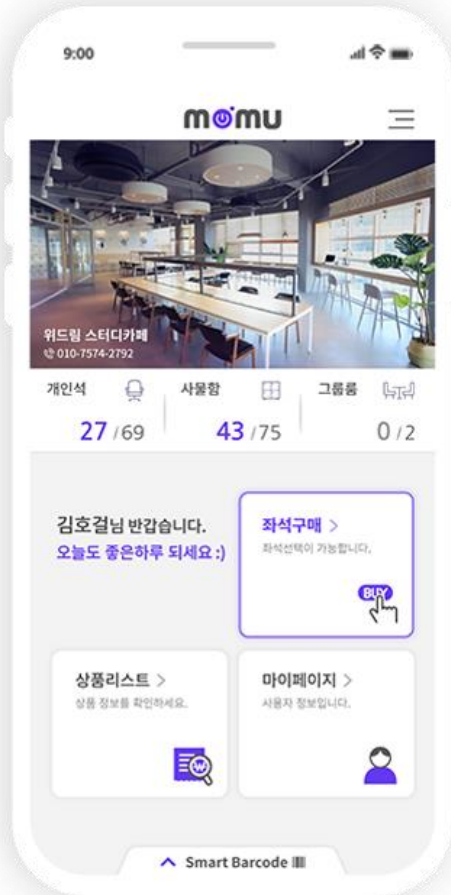 9:00
momu
위드림 스터디카페
010-7574-2792
개인석 사물함 그룹룸
27 /69 43 /75 0 /2
김호걸님 반갑습니다.
오늘도 좋은하루 되세요 :)
좌석구매 >
좌석선택이 가능합니다.
BUY
상품리스트 >
상품 정보를 확인하세요.
₩
마이페이지 >
사용자 정보입니다.
Smart Barcode